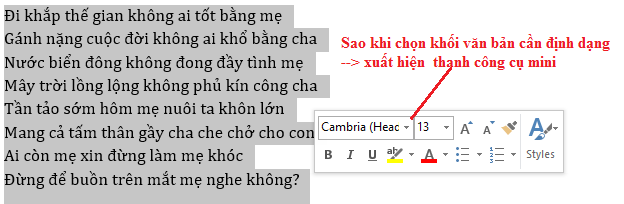 Đi khắp thế gian không ai tốt bằng mẹ
Gánh nặng cuộc đời không ai khổ bằng cha
Nước biển đông không đong đầy tình mẹ
Mây trời lồng lộng không phủ kín công cha
Tần tảo sớm hôm mẹ nuôi ta khôn lớn
Mang cả tấm thân gầy cha che chở cho con
Ai còn mẹ xin đừng làm mẹ khóc
Đừng để buồn trên mắt mẹ nghe không?
Sao khi chọn khối văn bản cần định dạng
--> xuất hiện thạnh công cụ mini
Cambria (Heac 13 A A A
B I U ab A Styles